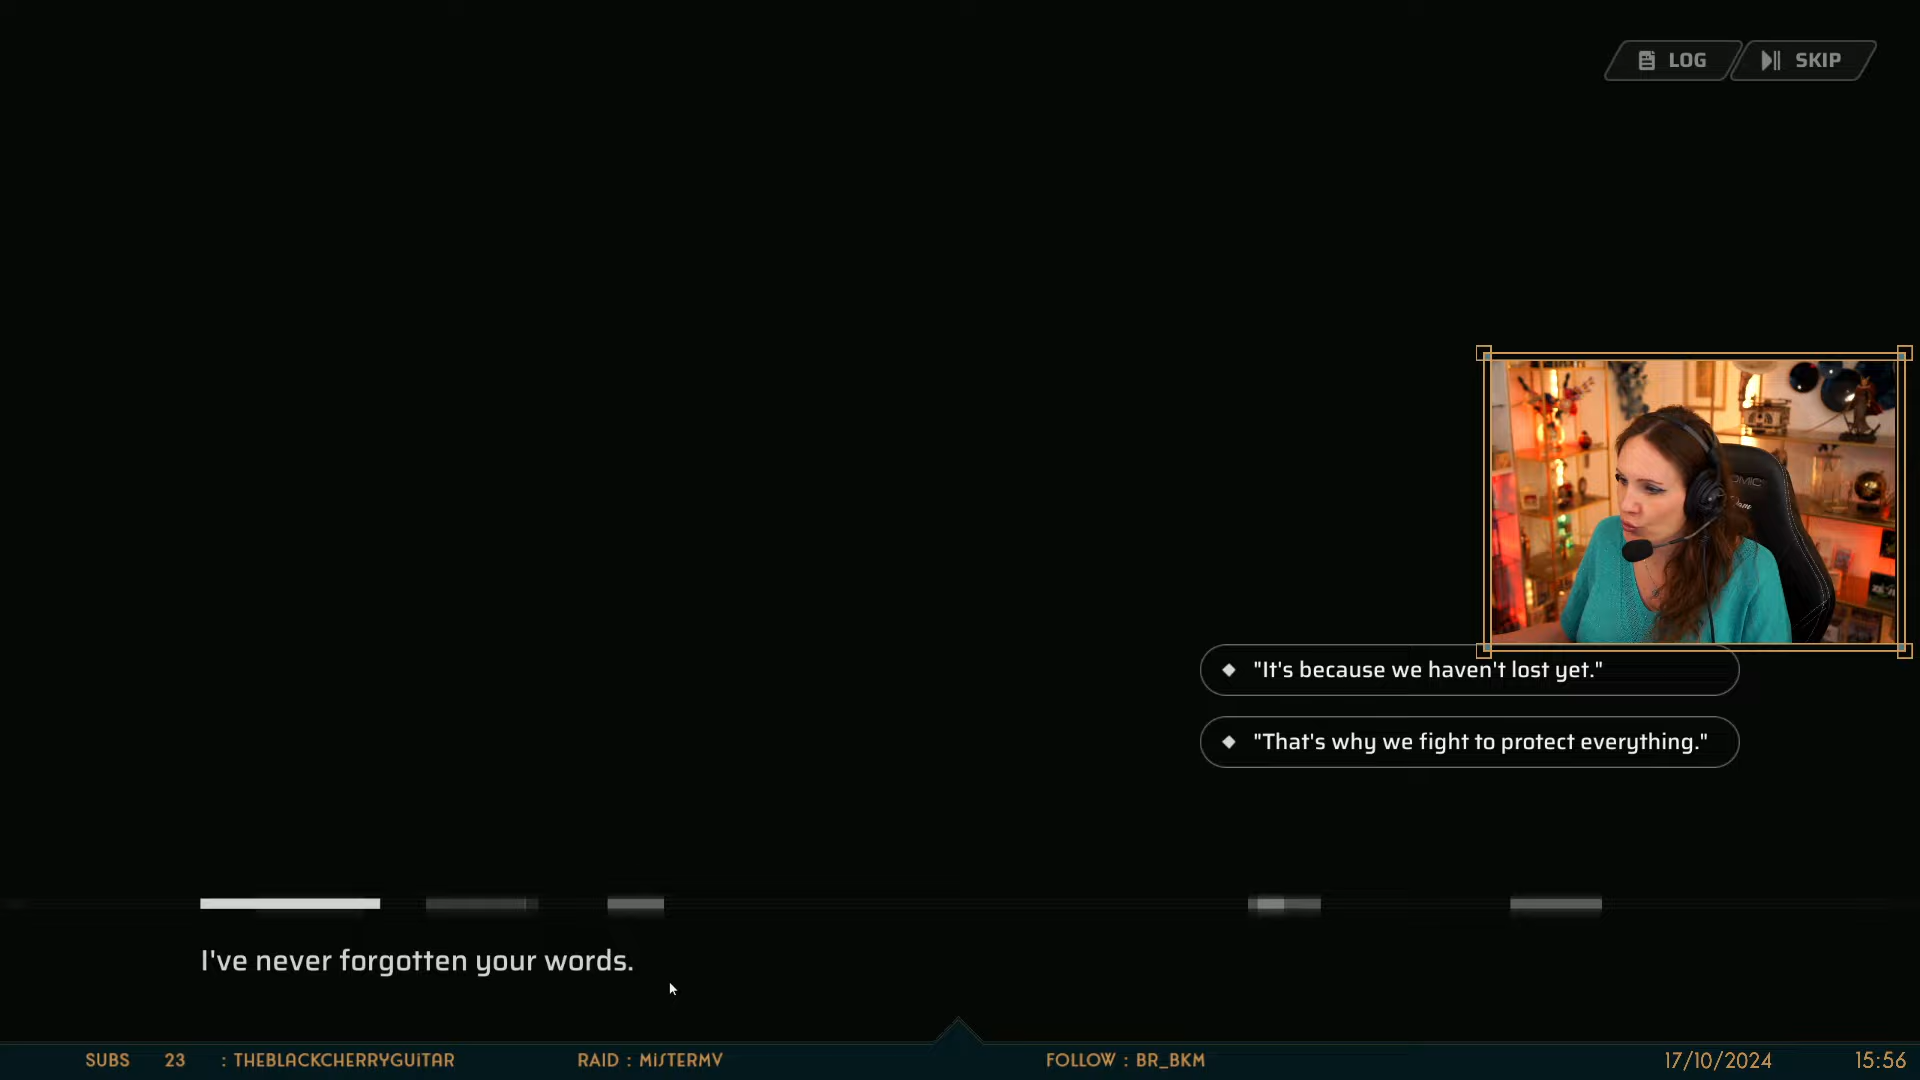 LOG
SKIP
"It's because we haven't lost yet."
"That's why we fight to protect everything."
I've never forgotten your words.
SUBS 23 : THEBLACKCHERRYGUITAR RAID : MISTERMV FOLLOW : BR_BKM 17/10/2024 15:56